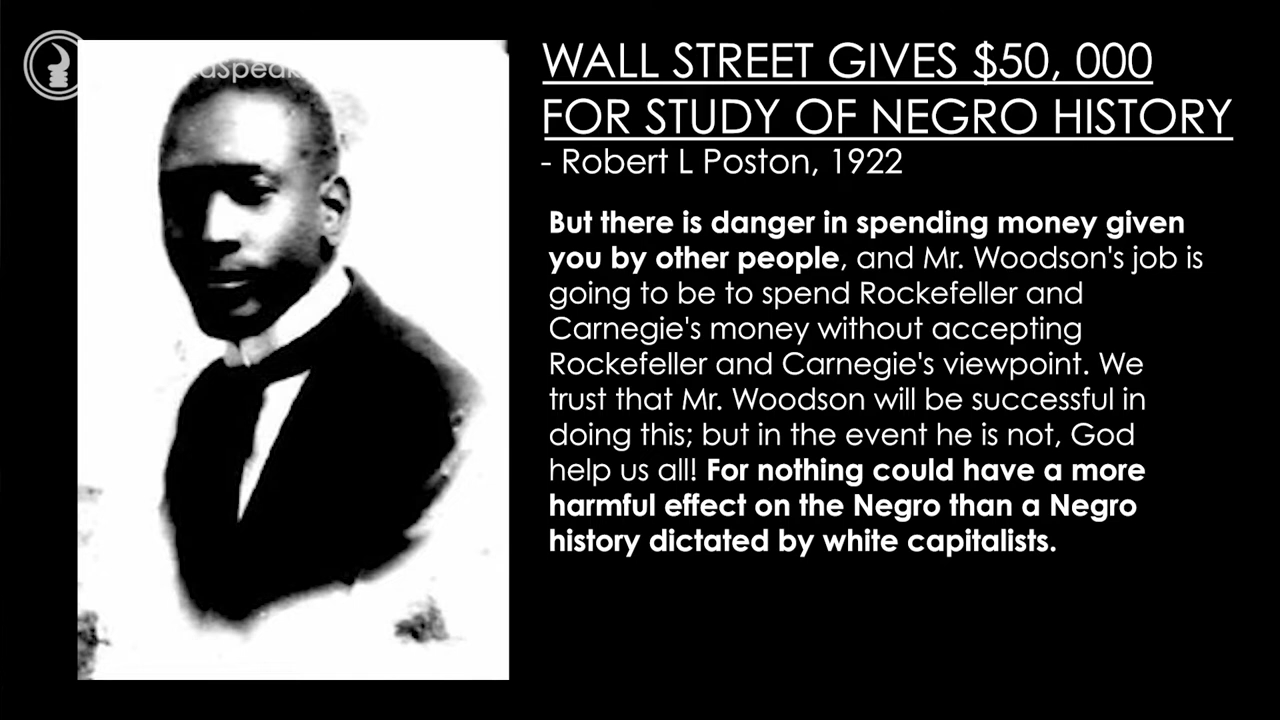 WALL STREET GIVES $50, 000
FOR STUDY OF NEGRO HISTORY
- Robert L Poston, 1922
But there is danger in spending money given
you by other people, and Mr. Woodson's job is
going to be to spend Rockefeller and
Carnegie's money without accepting
Rockefeller and Carnegie's viewpoint. We
trust that Mr. Woodson will be successful in
doing this; but in the event he is not, God
help us all! For nothing could have a more
harmful effect on the Negro than a Negro
history dictated by white capitalists.